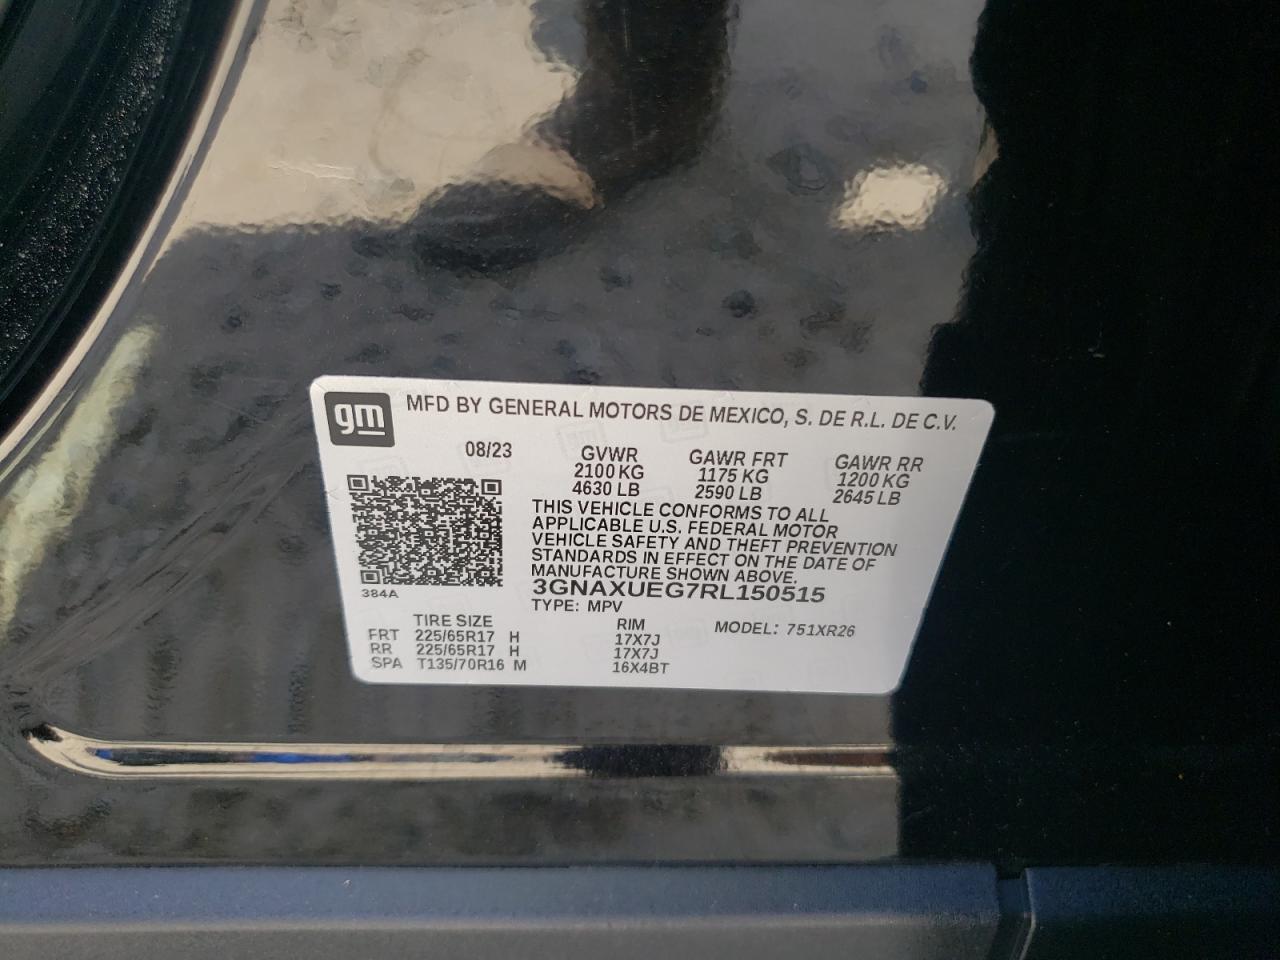 gm
MFD BY GENERAL MOTORS DE MEXICO, S. DE R.L. DE C.V.
08/23 GVWR GAWR FRT GAWR RR
2100 KG 1175 KG 1200 KG
4630 LB 2590 LB 2645 LB
THIS VEHICLE CONFORMS TO ALL
APPLICABLE U.S. FEDERAL MOTOR
VEHICLE SAFETY AND THEFT PREVENTION
STANDARDS IN EFFECT ON THE DATE OF
MANUFACTURE SHOWN ABOVE.
384A
3GNAXUEG7RL150515
TYPE: MPV
TIRE SIZE RIM MODEL: 751XR26
FRT 225/65R17 H 17X7J
RR 225/65R17 H 17X7J
SPA T135/70R16 M 16X4BT